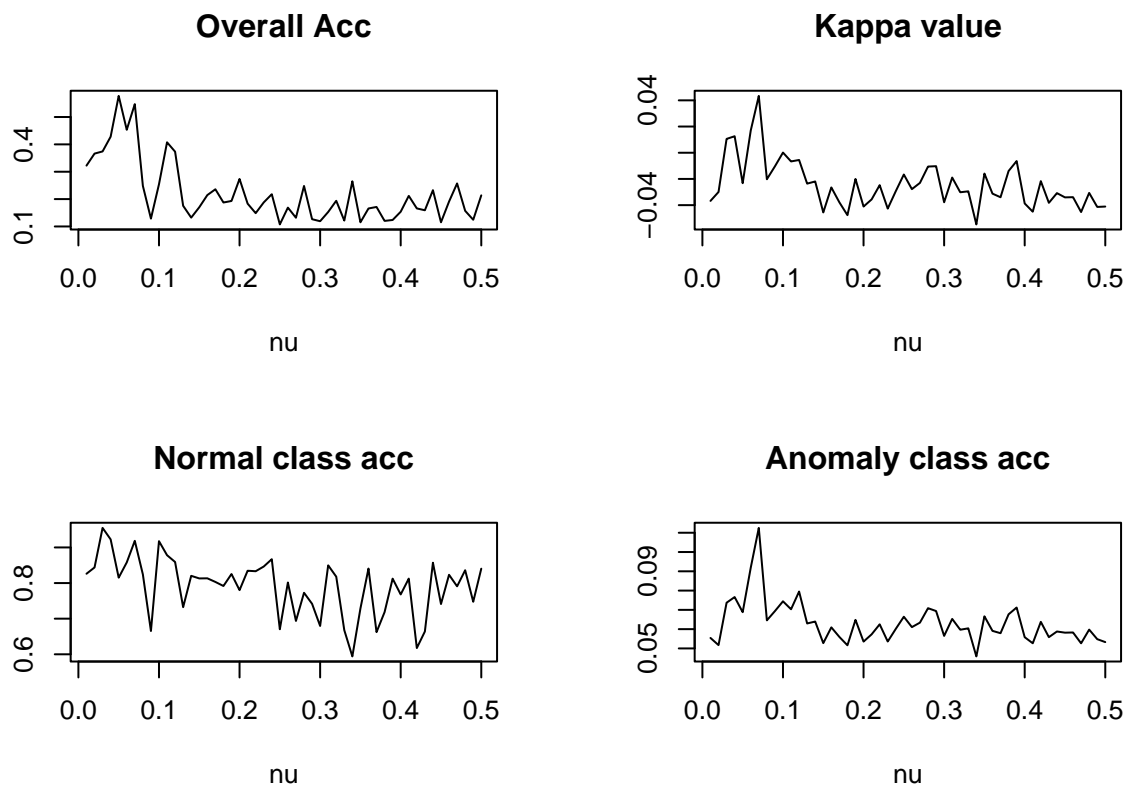 Overall Acc
0.4
0.1
0.0 0.1 0.2 0.3 0.4 0.5
nu
Kappa value
0.04
−0.04
0.0 0.1 0.2 0.3 0.4 0.5
nu
Normal class acc
0.8
0.6
0.0 0.1 0.2 0.3 0.4 0.5
nu
Anomaly class acc
0.09
0.05
0.0 0.1 0.2 0.3 0.4 0.5
nu